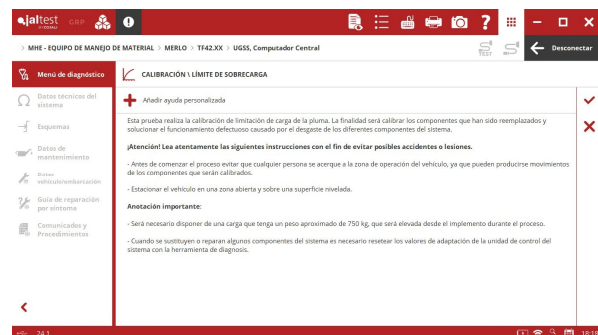 jaltest GRP
BY COJALI
MHE - EQUIPO DE MANEJO DE MATERIAL > MERLO > TF42.XX > UGSS, Computador Central
TEST
Desconectar
Menú de diagnóstico
CALIBRACIÓN \ LÍMITE DE SOBRECARGA
Datos técnicos del
sistema
Añadir ayuda personalizada
Esquemas
Datos de
mantenimiento
Datos
vehículo/embarcación
Guía de reparación
por síntoma
Comunicados y
Procedimientos
Esta prueba realiza la calibración de limitación de carga de la pluma. La finalidad será calibrar los componentes que han sido reemplazados y
solucionar el funcionamiento defectuoso causado por el desgaste de los diferentes componentes del sistema.
¡Atención! Lea atentamente las siguientes instrucciones con el fin de evitar posibles accidentes o lesiones.
- Antes de comenzar el proceso evitar que cualquier persona se acerque a la zona de operación del vehículo, ya que pueden producirse movimientos
de los componentes que serán calibrados.
- Estacionar el vehículo en una zona abierta y sobre una superficie nivelada.
Anotación importante:
- Será necesario disponer de una carga que tenga un peso aproximado de 750 kg, que será elevada desde el implemento durante el proceso.
- Cuando se sustituyen o reparan algunos componentes del sistema es necesario resetear los valores de adaptación de la unidad de control del
sistema con la herramienta de diagnosis.
24.1
18:18